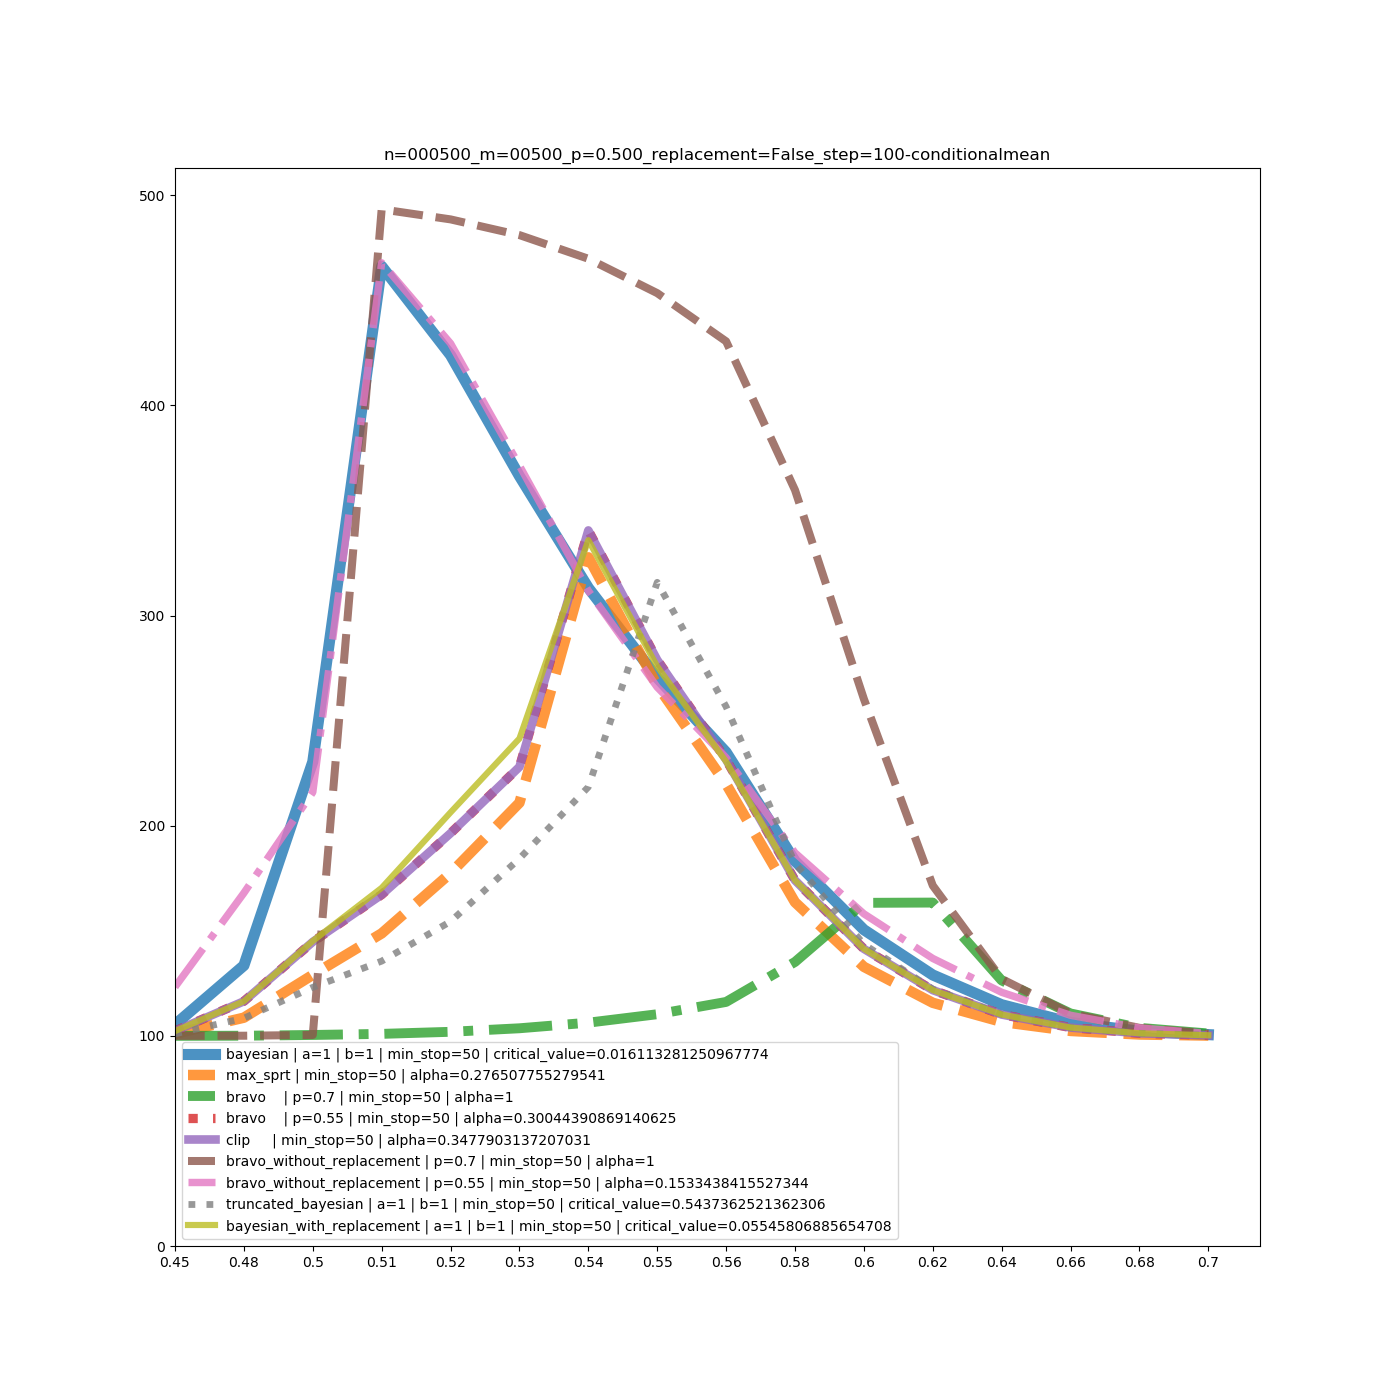 n=000500_m=00500_p=0.500_replacement=False_step=100-conditionalmean
500
400
300
200
100
0
bayesian | a=1 | b=1 | min_stop=50 | critical_value=0.016113281250967774
max_sprt | min_stop=50 | alpha=0.276507755279541
bravo    | p=0.7 | min_stop=50 | alpha=1
bravo    | p=0.55 | min_stop=50 | alpha=0.30044390869140625
clip     | min_stop=50 | alpha=0.3477903137207031
bravo_without_replacement | p=0.7 | min_stop=50 | alpha=1
bravo_without_replacement | p=0.55 | min_stop=50 | alpha=0.1533438415527344
truncated_bayesian | a=1 | b=1 | min_stop=50 | critical_value=0.5437362521362306
bayesian_with_replacement | a=1 | b=1 | min_stop=50 | critical_value=0.05545806885654708
0.45 0.48 0.5 0.51 0.52 0.53 0.54 0.55 0.56 0.58 0.6 0.62 0.64 0.66 0.68 0.7